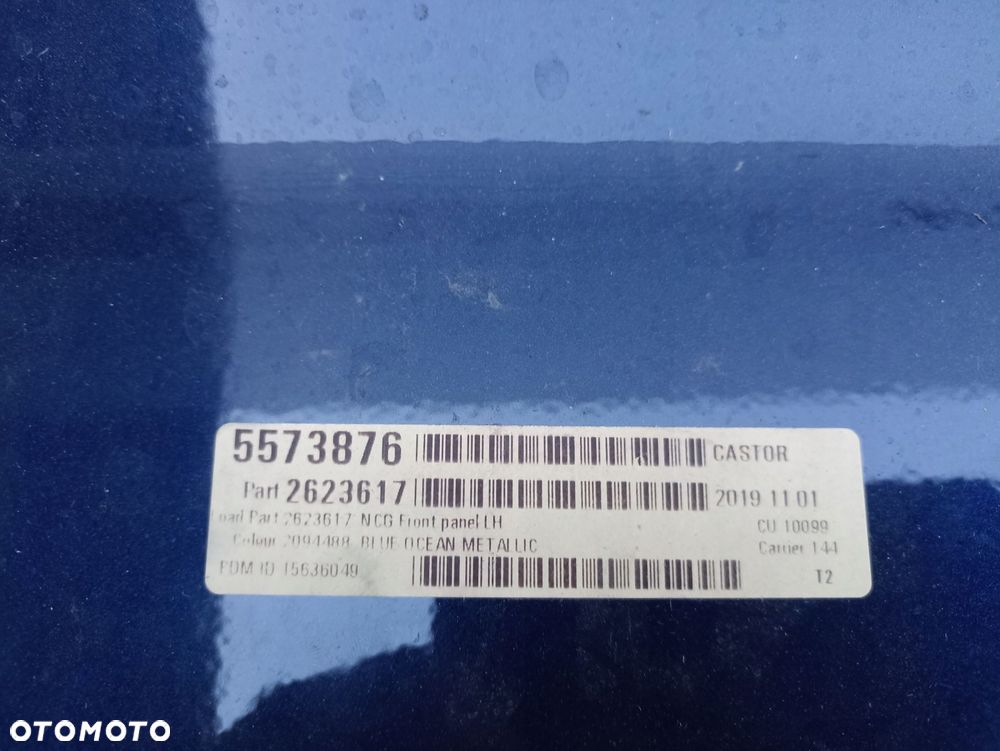 5573876 CASTOR
Part 2623617 2019 11 01
Load Part 2623617 NCG Front panel LH CU 10099
Colour 2094488 BLUE OCEAN METALLIC Carrier 144
FDM ID 15636049 T2
OTOMOTO